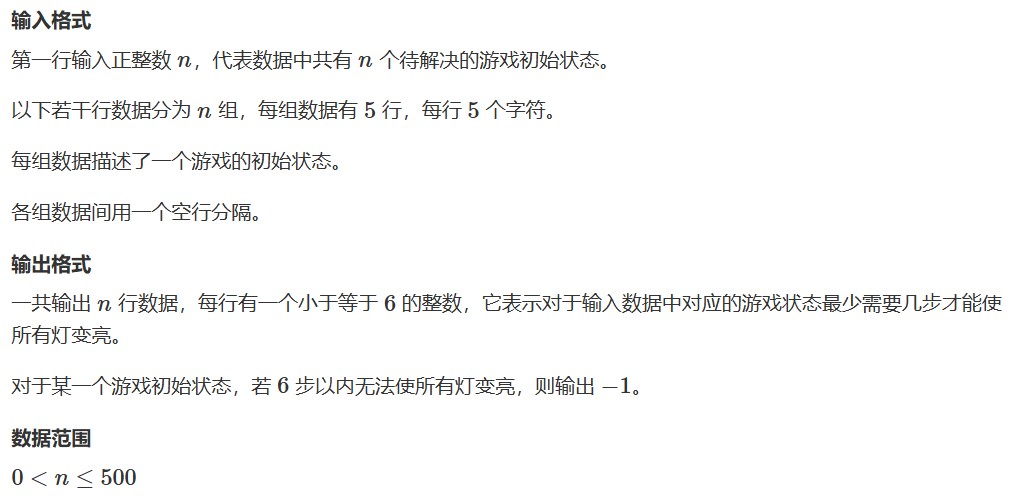 输入格式
第一行输入正整数 n，代表数据中共有 n 个待解决的游戏初始状态。
以下若干行数据分为 n 组，每组数据有 5 行，每行 5 个字符。
每组数据描述了一个游戏的初始状态。
各组数据间用一个空行分隔。
输出格式
一共输出 n 行数据，每行有一个小于等于 6 的整数，它表示对于输入数据中对应的游戏状态最少需要几步才能使
所有灯变亮。
对于某一个游戏初始状态，若 6 步以内无法使所有灯变亮，则输出 −1。
数据范围
0 < n ≤ 500